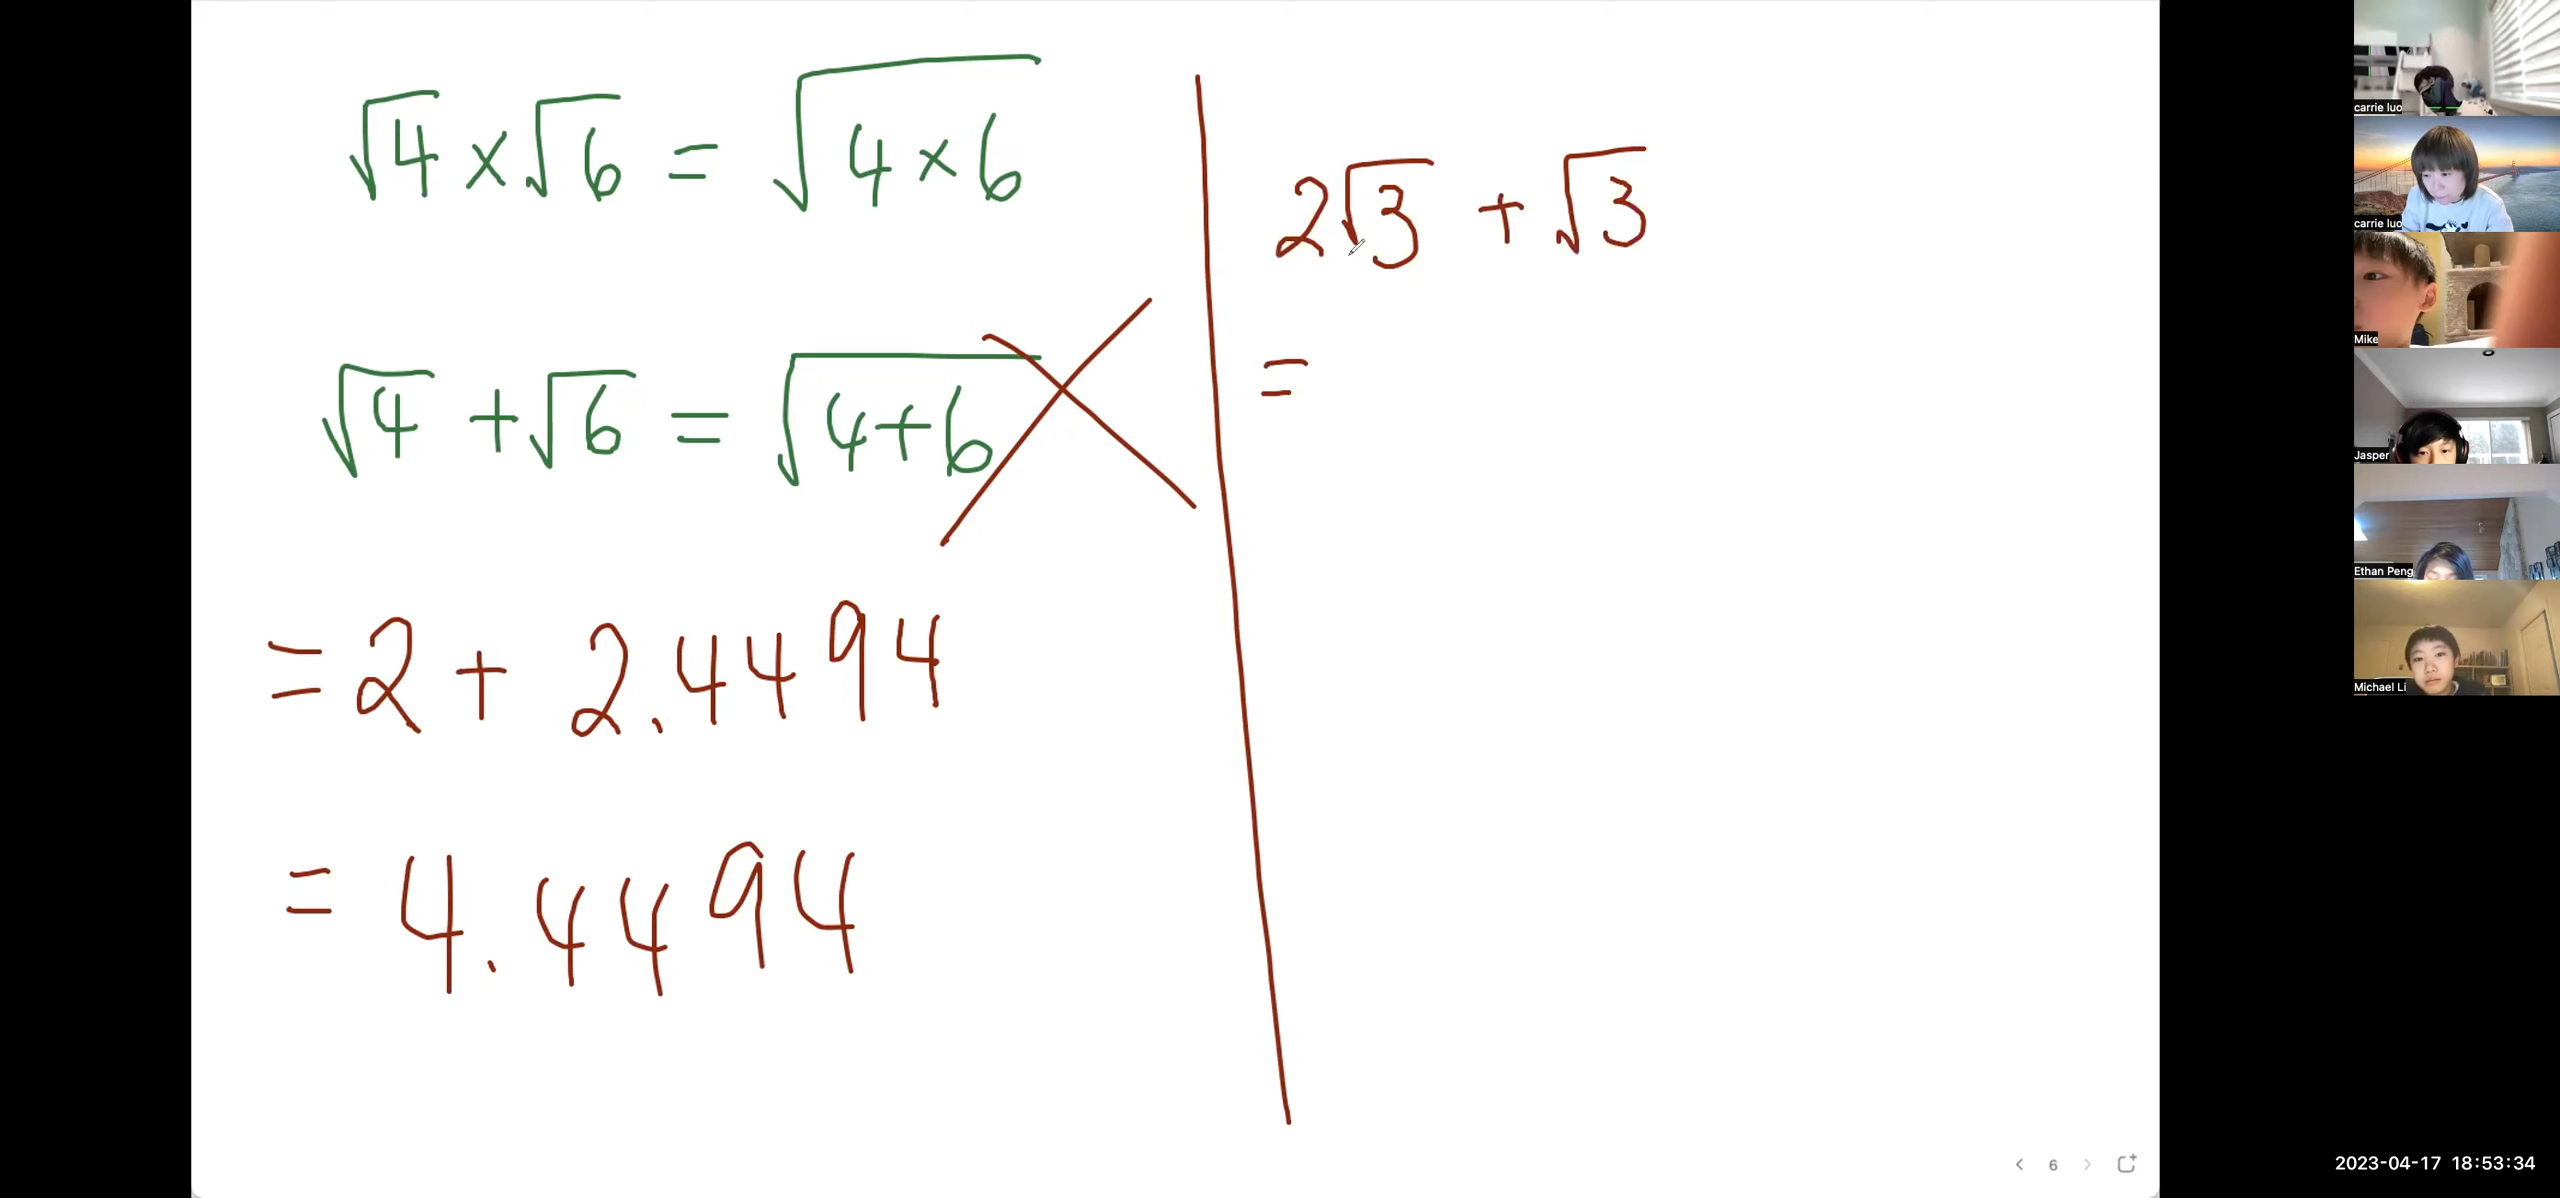 √4 × √6 = √4 × 6
√4 + √6 = √4 + 6
= 2 + 2.4494
= 4.4494
2√3 + √3
=
6
carrie luo
carrie luo
Mike
Jasper
Ethan Peng
Michael Li
2023-04-17 18:53:34